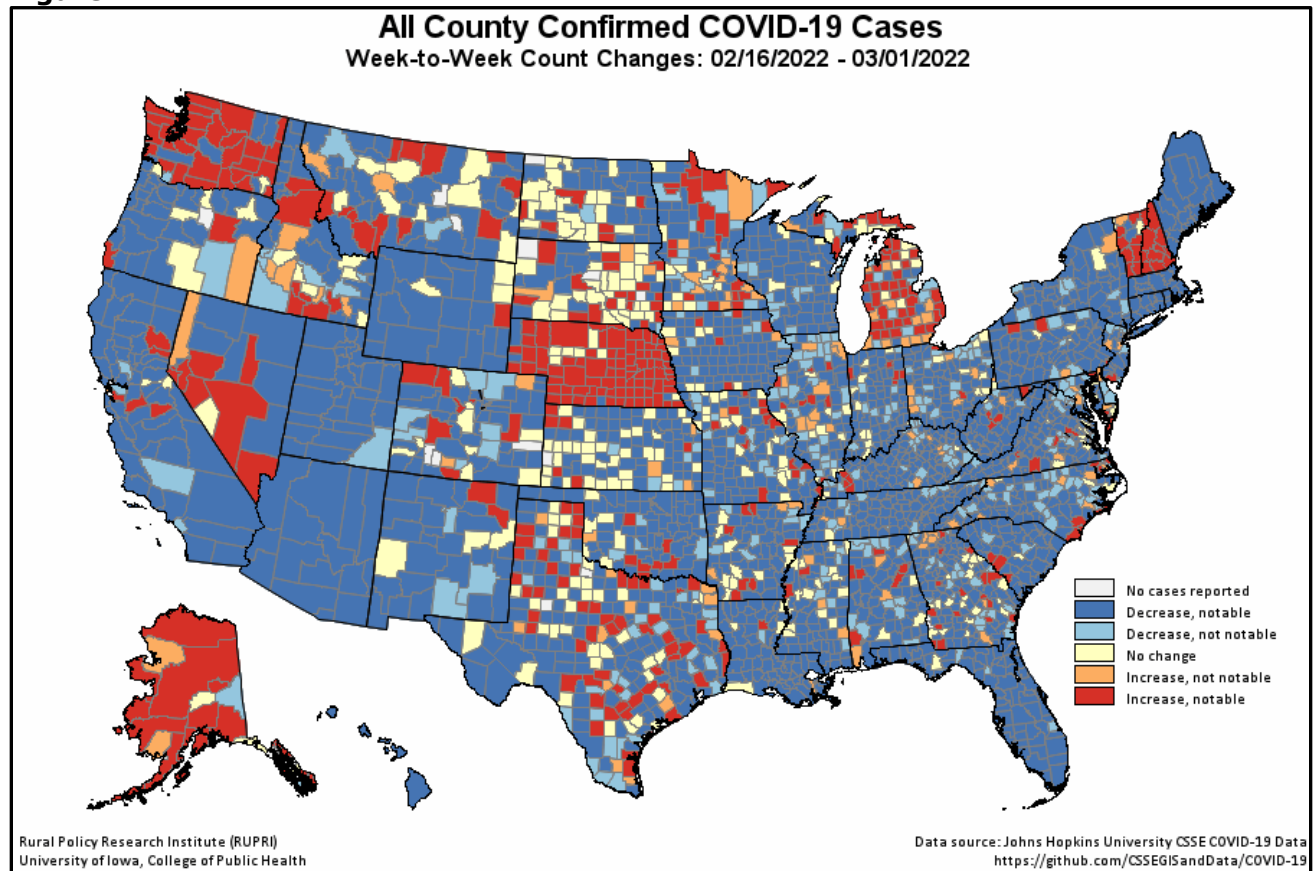 All County Confirmed COVID-19 Cases
Week-to-Week Count Changes: 02/16/2022 - 03/01/2022
No cases reported
Decrease, notable
Decrease, not notable
No change
Increase, not notable
Increase, notable
Rural Policy Research Institute (RUPRI)
University of Iowa, College of Public Health
Data source: Johns Hopkins University CSSE COVID-19 Data
https://github.com/CSSEGISandData/COVID-19